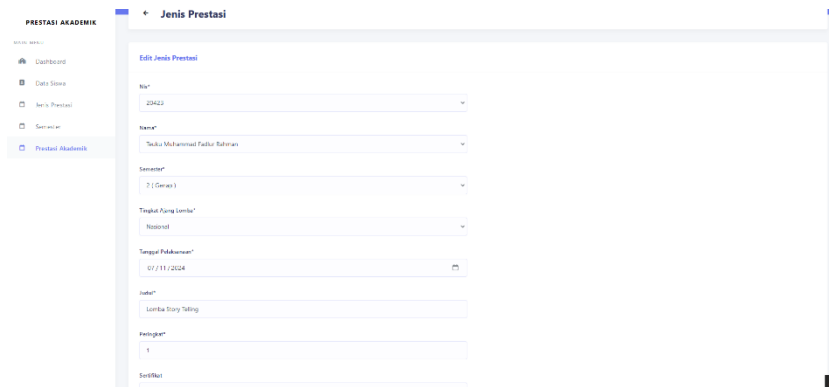 PRESTASI AKADEMIK
MAIN MENU
Dashboard
Data Siswa
Jenis Prestasi
Semester
Prestasi Akademik
← Jenis Prestasi
Edit Jenis Prestasi
Nis*
20423
Nama*
Teuku Muhammad Fadlur Rahman
Semester*
2 ( Genap )
Tingkat Ajang Lomba*
Nasional
Tanggal Pelaksanaan*
07 / 11 / 2024
Judul*
Lomba Story Telling
Peringkat*
1
Sertifikat